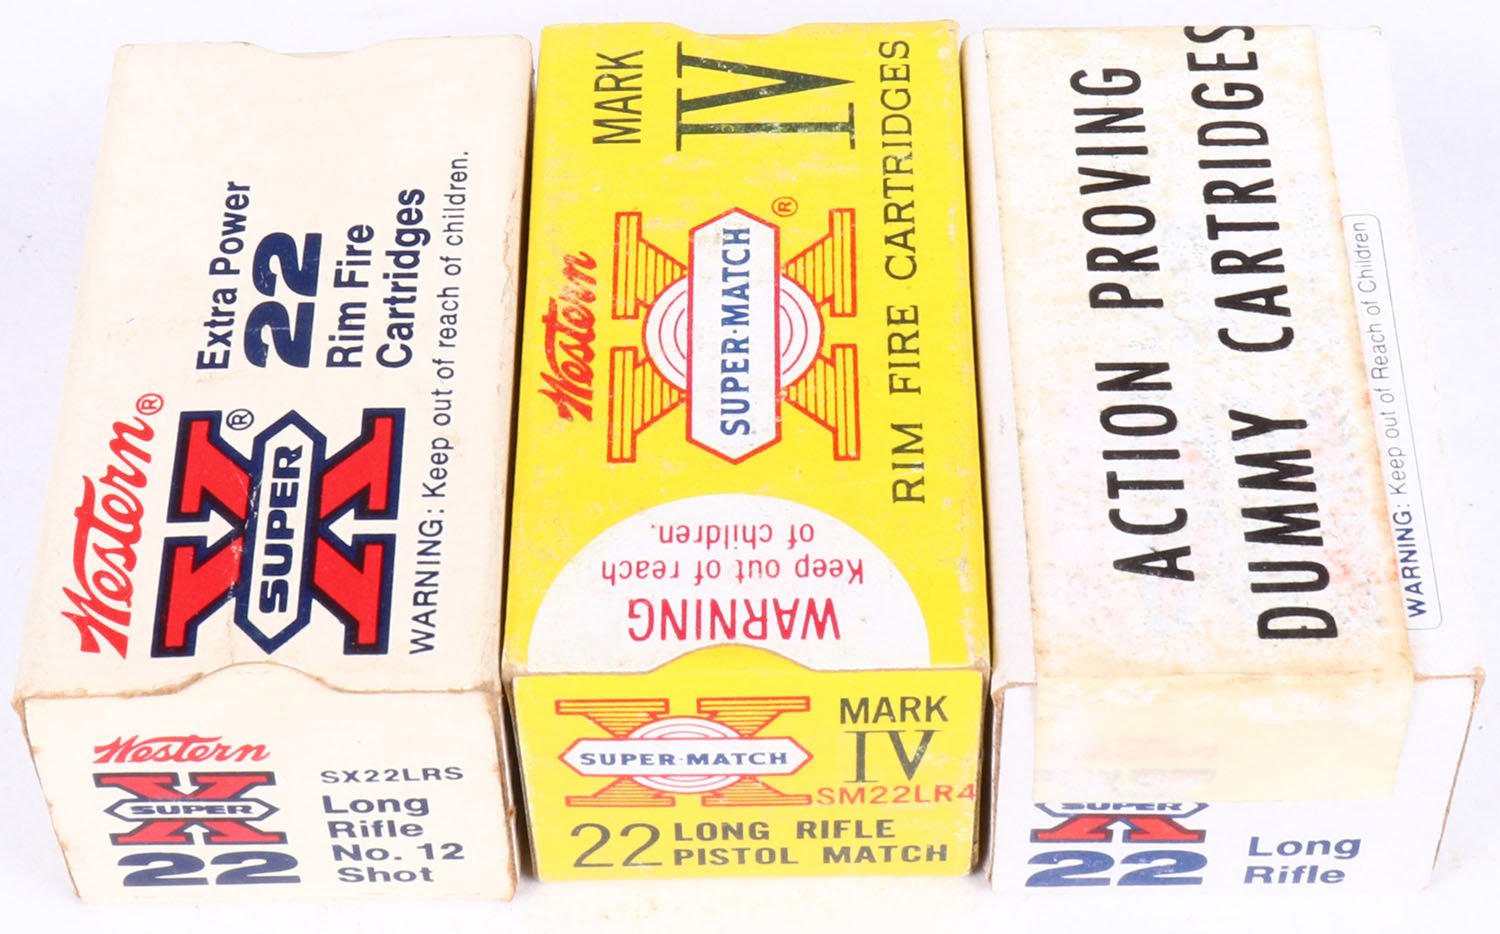 Western®
SUPER X®
Extra Power
22
Rim Fire
Cartridges
WARNING: Keep out of reach of children.
Western
SUPER X
22
SX22LRS
Long
Rifle
No. 12
Shot
MARK
IV
Western
SUPER·MATCH
X®
RIM FIRE CARTRIDGES
WARNING
Keep out of reach
of children.
SUPER·MATCH
X
MARK
IV
SM22LR4
22 LONG RIFLE
PISTOL MATCH
ACTION PROVING
DUMMY CARTRIDGES
WARNING: Keep out of Reach of Children
SUPER X
22
Long
Rifle